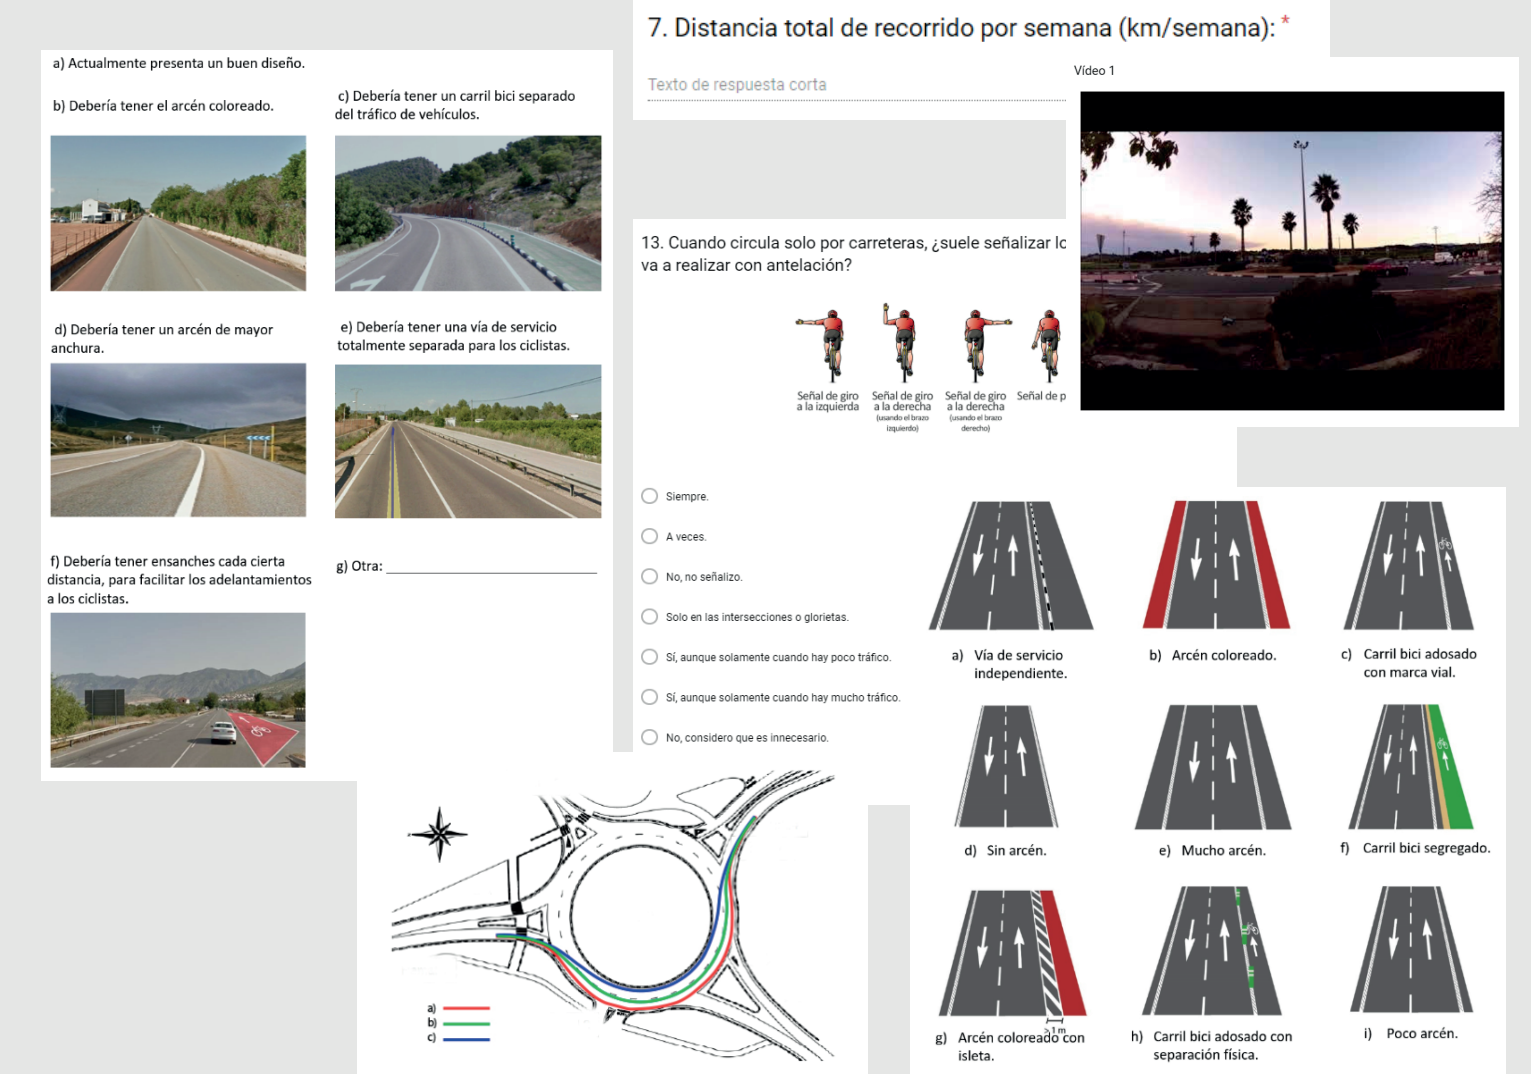 a) Actualmente presenta un buen diseño.
b) Debería tener el arcén coloreado.
c) Debería tener un carril bici separado
del tráfico de vehículos.
d) Debería tener un arcén de mayor
anchura.
e) Debería tener una vía de servicio
totalmente separada para los ciclistas.
f) Debería tener ensanches cada cierta
distancia, para facilitar los adelantamientos
a los ciclistas.
g) Otra:
7. Distancia total de recorrido por semana (km/semana): *
Texto de respuesta corta
Vídeo 1
13. Cuando circula solo por carreteras, ¿suele señalizar lo
va a realizar con antelación?
Señal de giro
a la izquierda
Señal de giro
a la derecha
(usando el brazo
izquierdo)
Señal de giro
a la derecha
(usando el brazo
derecho)
Señal de p
Siempre.
A veces.
No, no señalizo.
Solo en las intersecciones o glorietas.
Sí, aunque solamente cuando hay poco tráfico.
Sí, aunque solamente cuando hay mucho tráfico.
No, considero que es innecesario.
a)
b)
c)
a) Vía de servicio
independiente.
b) Arcén coloreado.
c) Carril bici adosado
con marca vial.
d) Sin arcén.
e) Mucho arcén.
f) Carril bici segregado.
>1 m
g) Arcén coloreado con
isleta.
h) Carril bici adosado con
separación física.
i) Poco arcén.